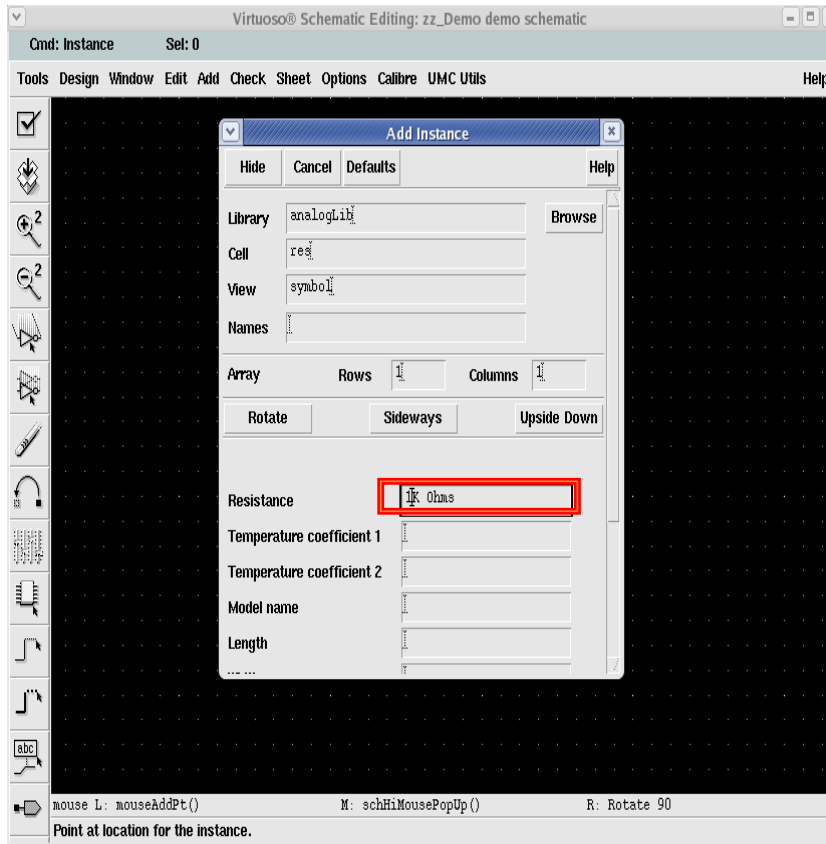 Virtuoso® Schematic Editing: zz_Demo demo schematic
Cmd: Instance Sel: 0
Tools Design Window Edit Add Check Sheet Options Calibre UMC Utils Help
Add Instance
Hide Cancel Defaults Help
Library analogLib Browse
Cell res
View symbol
Names
Array Rows 1 Columns 1
Rotate Sideways Upside Down
Resistance 1K Ohms
Temperature coefficient 1
Temperature coefficient 2
Model name
Length
2
2
abc
mouse L: mouseAddPt() M: schHiMousePopUp() R: Rotate 90
Point at location for the instance.